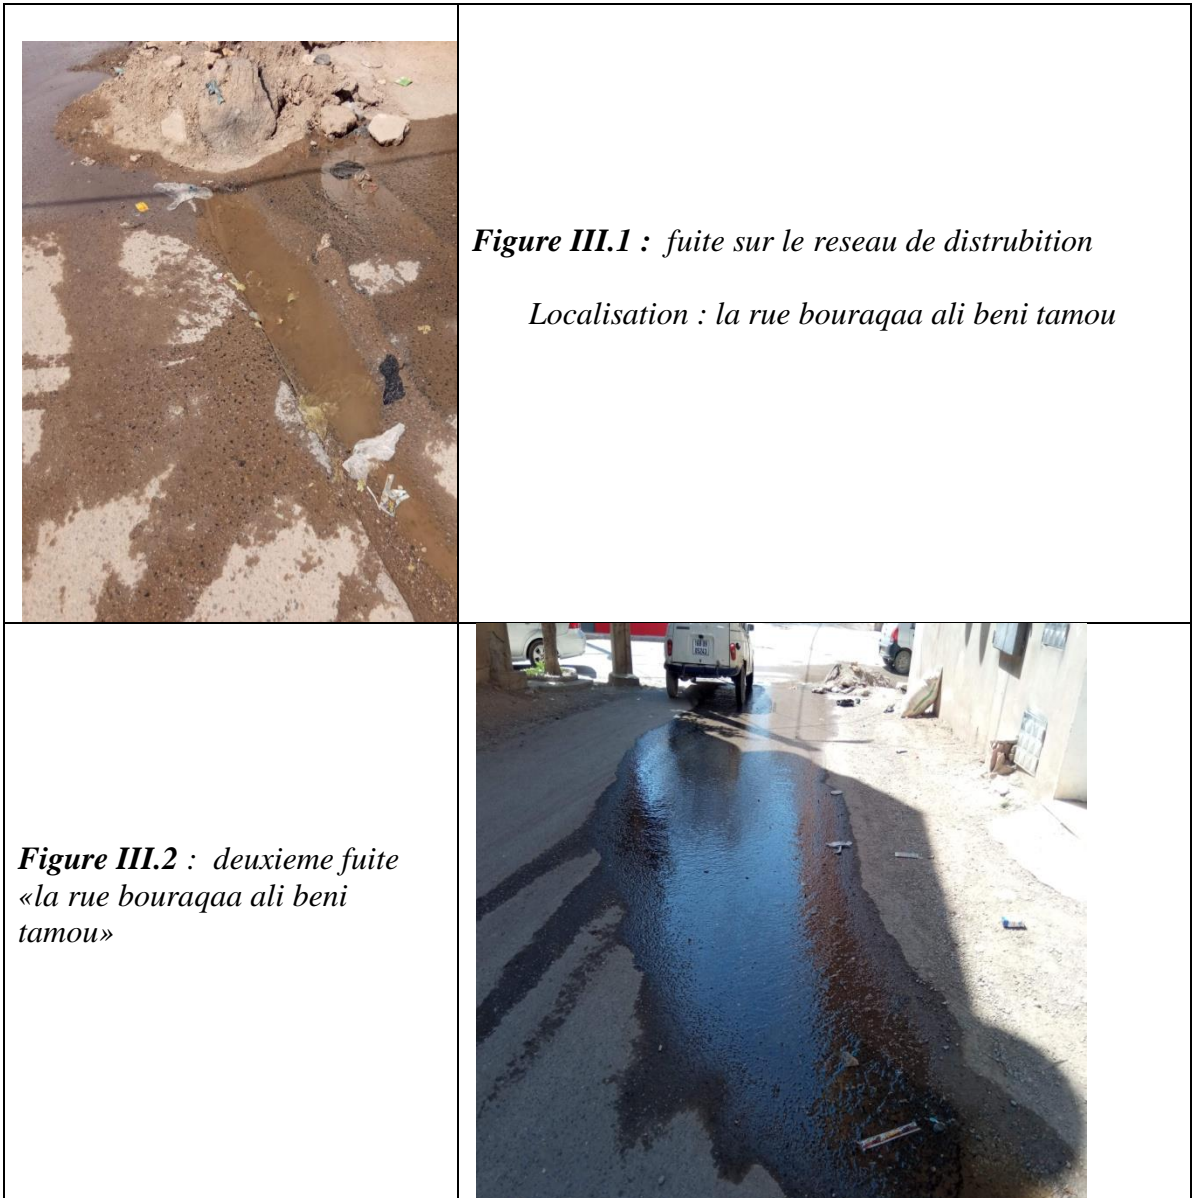 Figure III.1 : fuite sur le reseau de distrubition
Localisation : la rue bouraqaa ali beni tamou
Figure III.2 : deuxieme fuite
«la rue bouraqaa ali beni
tamou»